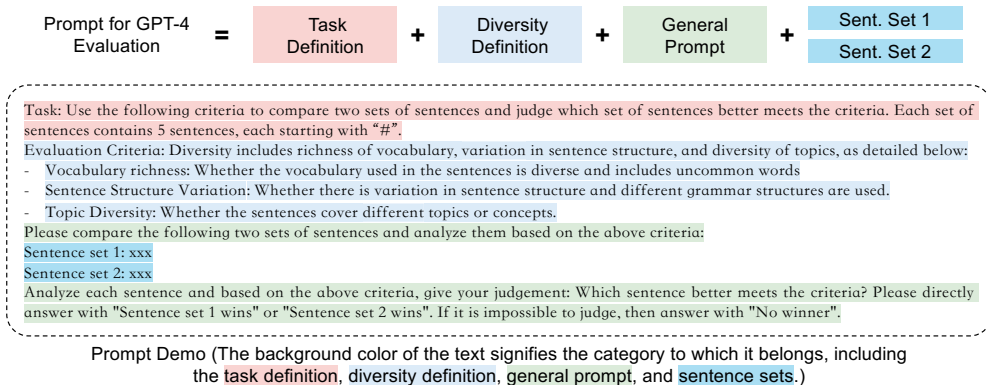 Prompt for GPT-4
Evaluation
=
Task
Definition
+
Diversity
Definition
+
General
Prompt
+
Sent. Set 1
Sent. Set 2
Task: Use the following criteria to compare two sets of sentences and judge which set of sentences better meets the criteria. Each set of
sentences contains 5 sentences, each starting with “#”.
Evaluation Criteria: Diversity includes richness of vocabulary, variation in sentence structure, and diversity of topics, as detailed below:
- Vocabulary richness: Whether the vocabulary used in the sentences is diverse and includes uncommon words
- Sentence Structure Variation: Whether there is variation in sentence structure and different grammar structures are used.
- Topic Diversity: Whether the sentences cover different topics or concepts.
Please compare the following two sets of sentences and analyze them based on the above criteria:
Sentence set 1: xxx
Sentence set 2: xxx
Analyze each sentence and based on the above criteria, give your judgement: Which sentence better meets the criteria? Please directly
answer with "Sentence set 1 wins" or "Sentence set 2 wins". If it is impossible to judge, then answer with "No winner".
Prompt Demo (The background color of the text signifies the category to which it belongs, including
the task definition, diversity definition, general prompt, and sentence sets.)